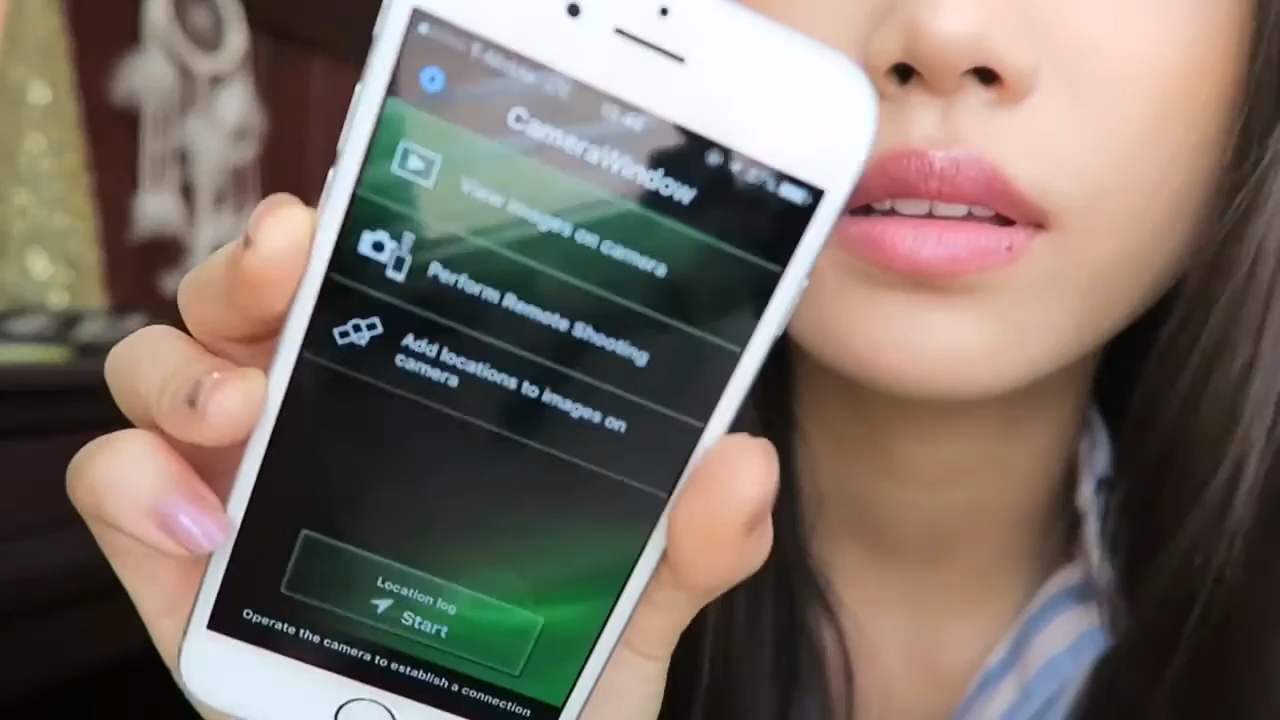 CameraWindow
View images on camera
Perform Remote Shooting
Add locations to images on
camera
Location log
Start
Operate the camera to establish a connection